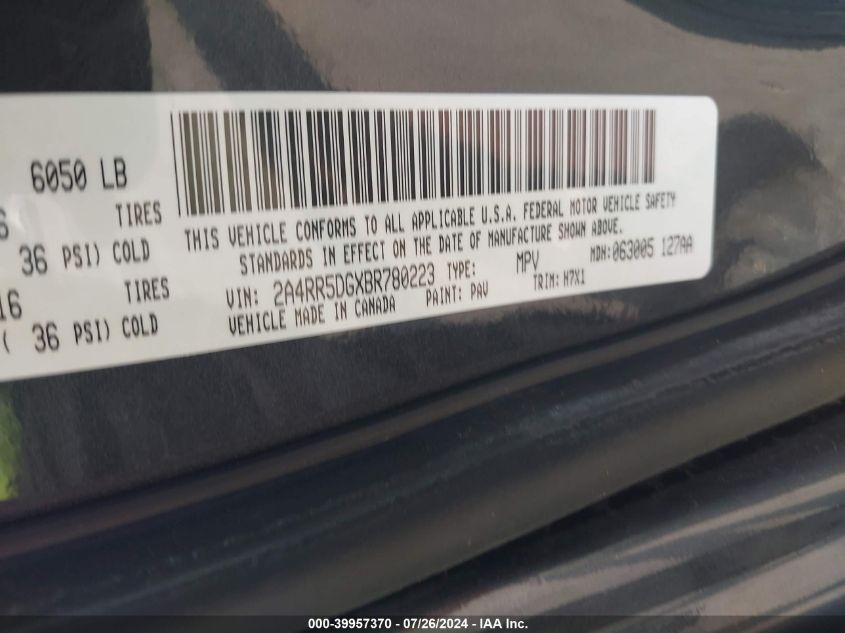 6050 LB
6 TIRES
36 PSI) COLD
16 TIRES
( 36 PSI) COLD
THIS VEHICLE CONFORMS TO ALL APPLICABLE U.S.A. FEDERAL MOTOR VEHICLE SAFETY
STANDARDS IN EFFECT ON THE DATE OF MANUFACTURE SHOWN ABOVE.
VIN: 2A4RR5DGXBR780223 TYPE: MPV MDH: 063005 127AA
VEHICLE MADE IN CANADA PAINT: PAV TRIM: H7X1
000-39957370 / 07/26/2024 - IAA Inc.